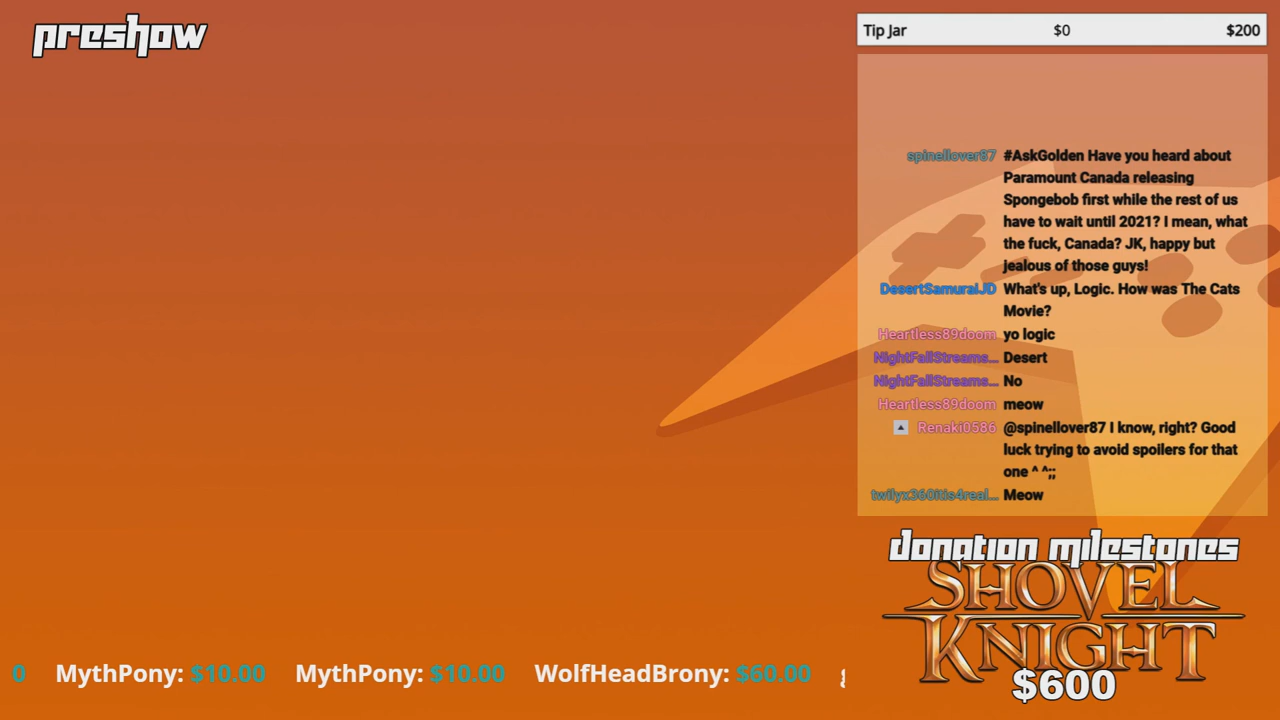 preshow
Tip Jar $0 $200
spinellover87 #AskGolden Have you heard about
Paramount Canada releasing
Spongebob first while the rest of us
have to wait until 2021? I mean, what
the fuck, Canada? JK, happy but
jealous of those guys!
DesertSamuraiJD What's up, Logic. How was The Cats
Movie?
Heartless89doom yo logic
NightFallStreams... Desert
NightFallStreams... No
Heartless89doom meow
Renaki0586 @spinellover87 I know, right? Good
luck trying to avoid spoilers for that
one ^ ^;;
twilyx360itis4real... Meow
donation milestones
SHOVEL
KNIGHT
$600
0 MythPony: $10.00 MythPony: $10.00 WolfHeadBrony: $60.00